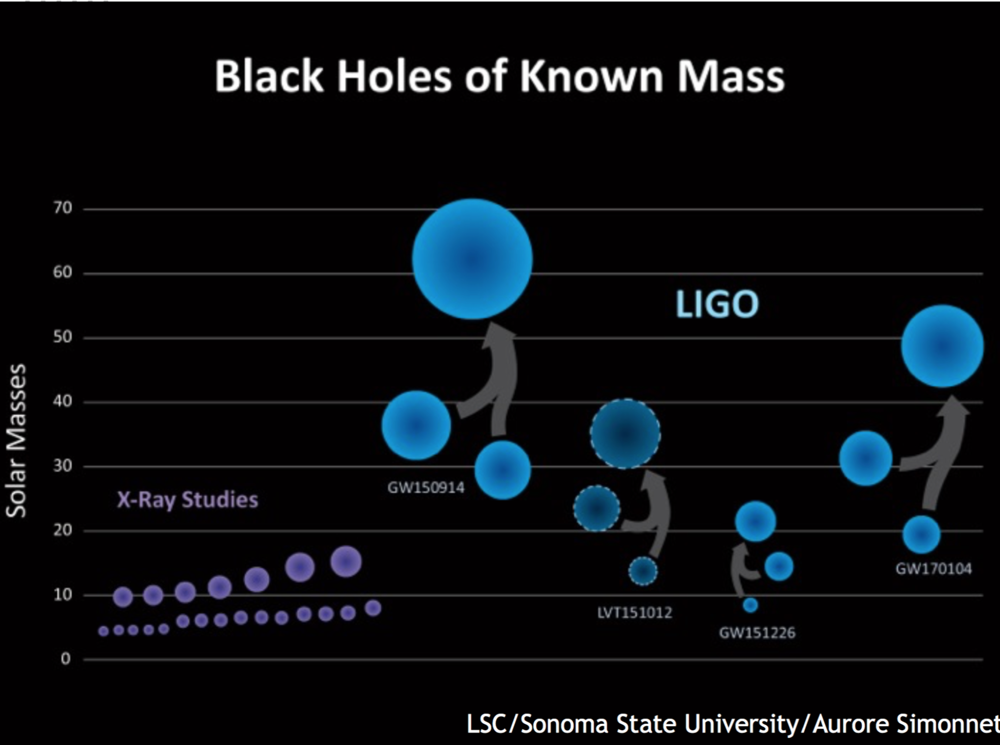 Black Holes of Known Mass
70
60
LIGO
50
Solar Masses
40
30
GW150914
X-Ray Studies
20
GW170104
10
LVT151012
GW151226
0
LSC/Sonoma State University/Aurore Simonnet